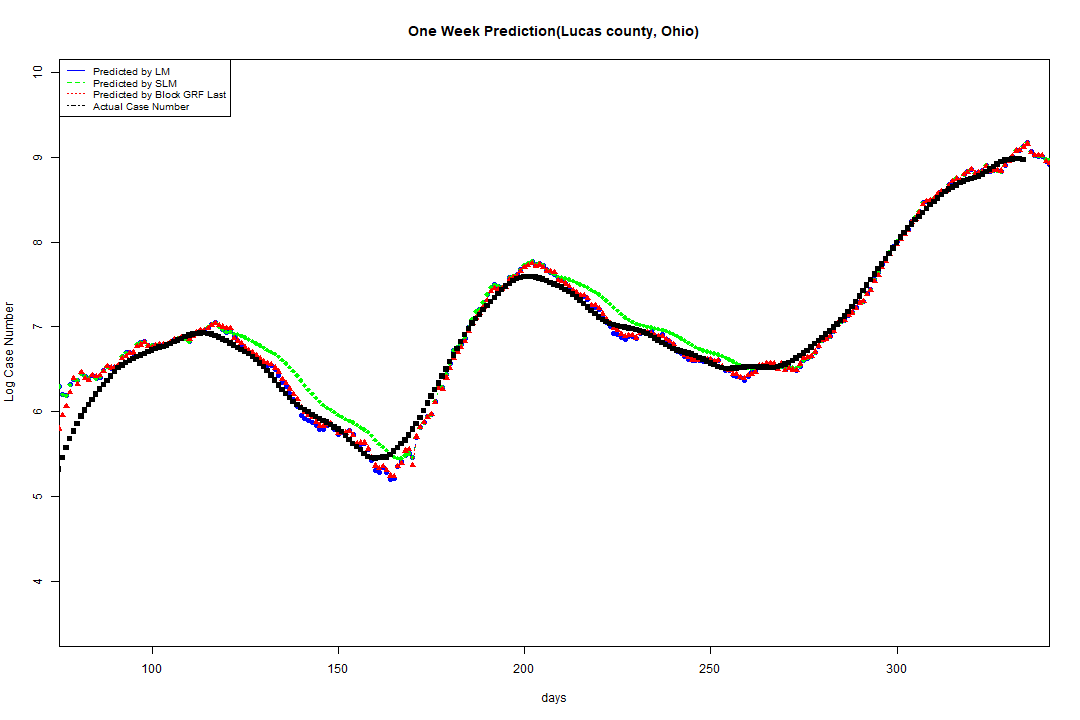 One Week Prediction(Lucas county, Ohio)
Predicted by LM
Predicted by SLM
Predicted by Block GRF Last
Actual Case Number
10
9
8
7
6
5
4
Log Case Number
100
150
200
250
300
days